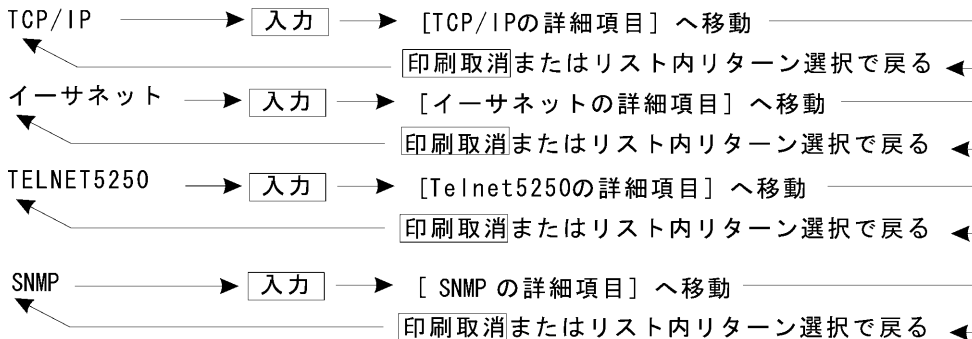 TCP/IP 入力 [TCP/IPの詳細項目] へ移動
印刷取消またはリスト内リターン選択で戻る
イーサネット 入力 [イーサネットの詳細項目] へ移動
印刷取消またはリスト内リターン選択で戻る
TELNET5250 入力 [Telnet5250の詳細項目] へ移動
印刷取消またはリスト内リターン選択で戻る
SNMP 入力 [ SNMP の詳細項目] へ移動
印刷取消またはリスト内リターン選択で戻る